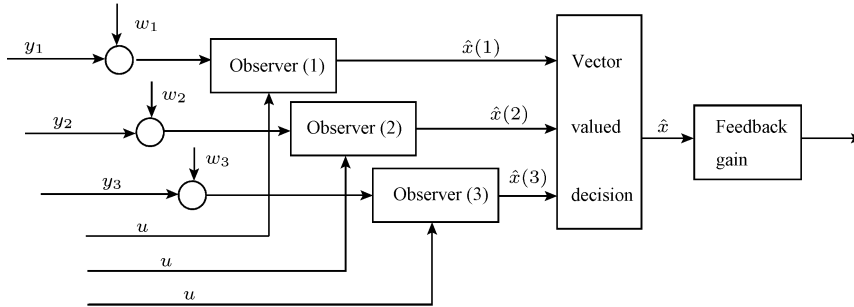 w₁
y₁
Observer (1)
x̂(1)
Vector
w₂
y₂
Observer (2)
x̂(2)
valued
x̂
Feedback
gain
w₃
y₃
Observer (3)
x̂(3)
decision
u
u
u